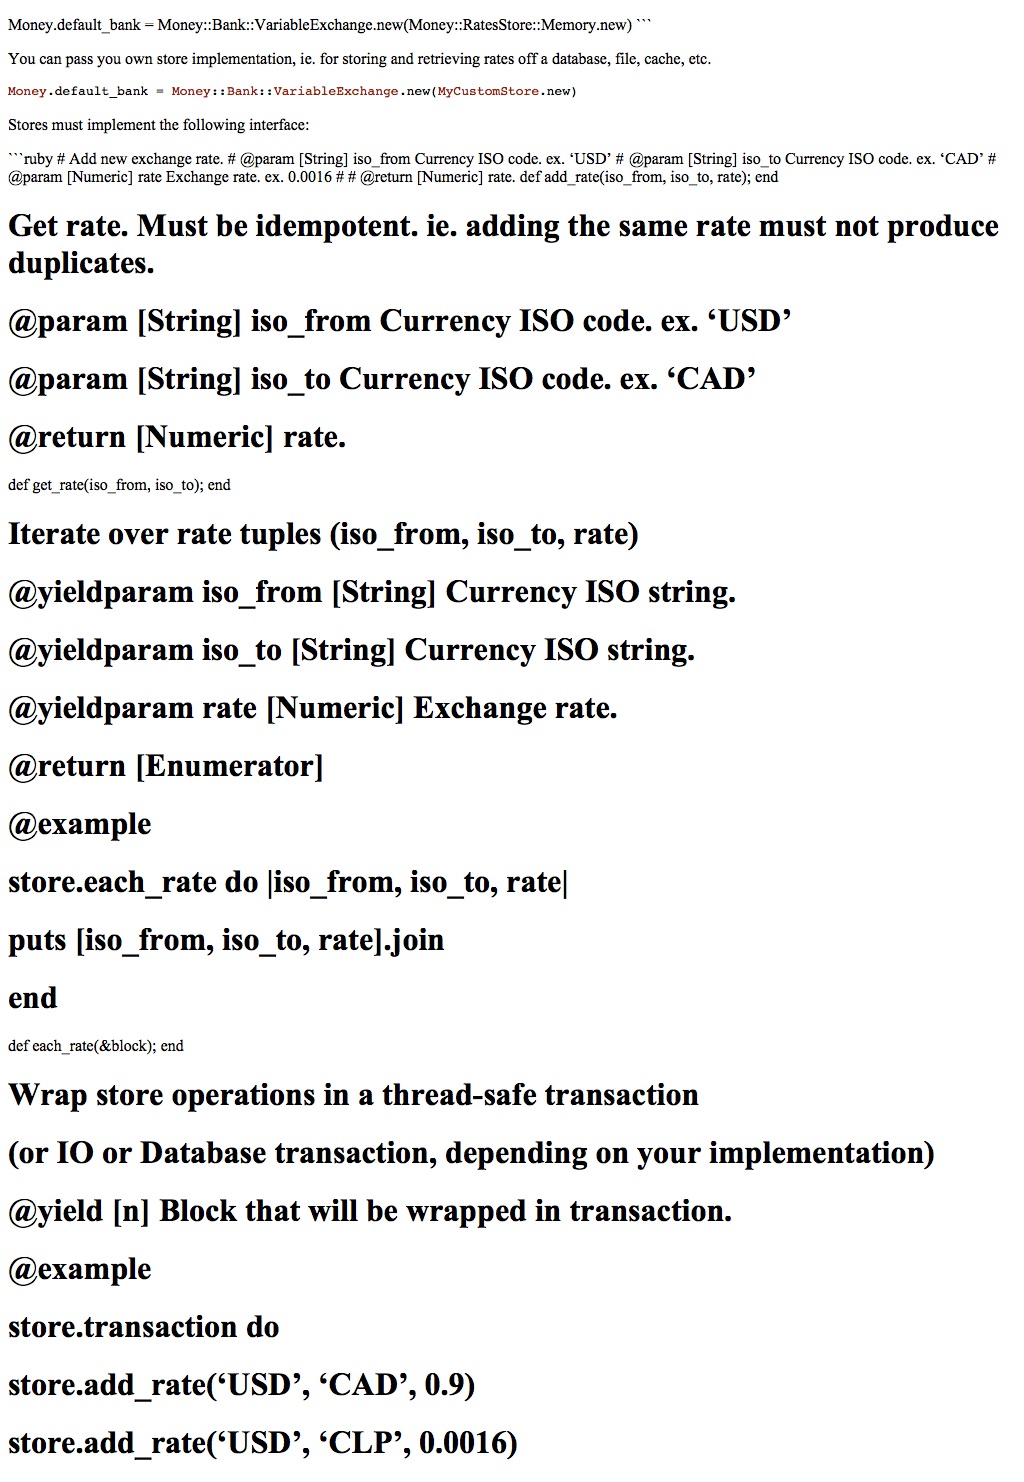 Money.default_bank = Money::Bank::VariableExchange.new(Money::RatesStore::Memory.new) ```
You can pass you own store implementation, ie. for storing and retrieving rates off a database, file, cache, etc.
Money.default_bank = Money::Bank::VariableExchange.new(MyCustomStore.new)
Stores must implement the following interface:
```ruby # Add new exchange rate. # @param [String] iso_from Currency ISO code. ex. ‘USD’ # @param [String] iso_to Currency ISO code. ex. ‘CAD’ #
@param [Numeric] rate Exchange rate. ex. 0.0016 # # @return [Numeric] rate. def add_rate(iso_from, iso_to, rate); end
Get rate. Must be idempotent. ie. adding the same rate must not produce
duplicates.
@param [String] iso_from Currency ISO code. ex. ‘USD’
@param [String] iso_to Currency ISO code. ex. ‘CAD’
@return [Numeric] rate.
def get_rate(iso_from, iso_to); end
Iterate over rate tuples (iso_from, iso_to, rate)
@yieldparam iso_from [String] Currency ISO string.
@yieldparam iso_to [String] Currency ISO string.
@yieldparam rate [Numeric] Exchange rate.
@return [Enumerator]
@example
store.each_rate do |iso_from, iso_to, rate|
puts [iso_from, iso_to, rate].join
end
def each_rate(&block); end
Wrap store operations in a thread-safe transaction
(or IO or Database transaction, depending on your implementation)
@yield [n] Block that will be wrapped in transaction.
@example
store.transaction do
store.add_rate(‘USD’, ‘CAD’, 0.9)
store.add_rate(‘USD’, ‘CLP’, 0.0016)